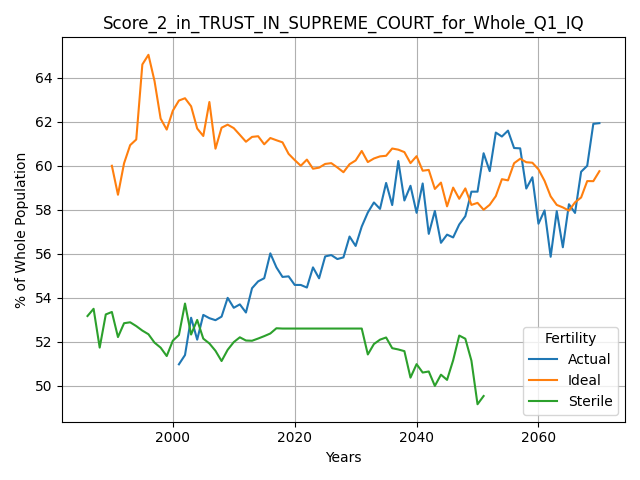 Score_2_in_TRUST_IN_SUPREME_COURT_for_Whole_Q1_IQ
% of Whole Population
64
62
60
58
56
54
52
50
Fertility
Actual
Ideal
Sterile
2000 2020 2040 2060
Years